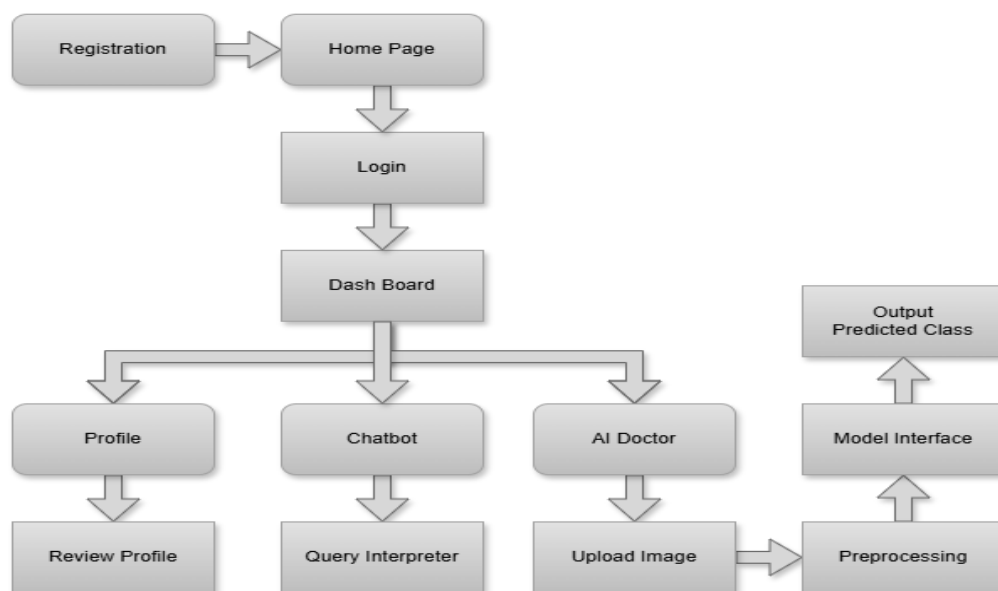 Registration
Home Page
Login
Dash Board
Output
Predicted Class
Profile
Chatbot
AI Doctor
Model Interface
Review Profile
Query Interpreter
Upload Image
Preprocessing